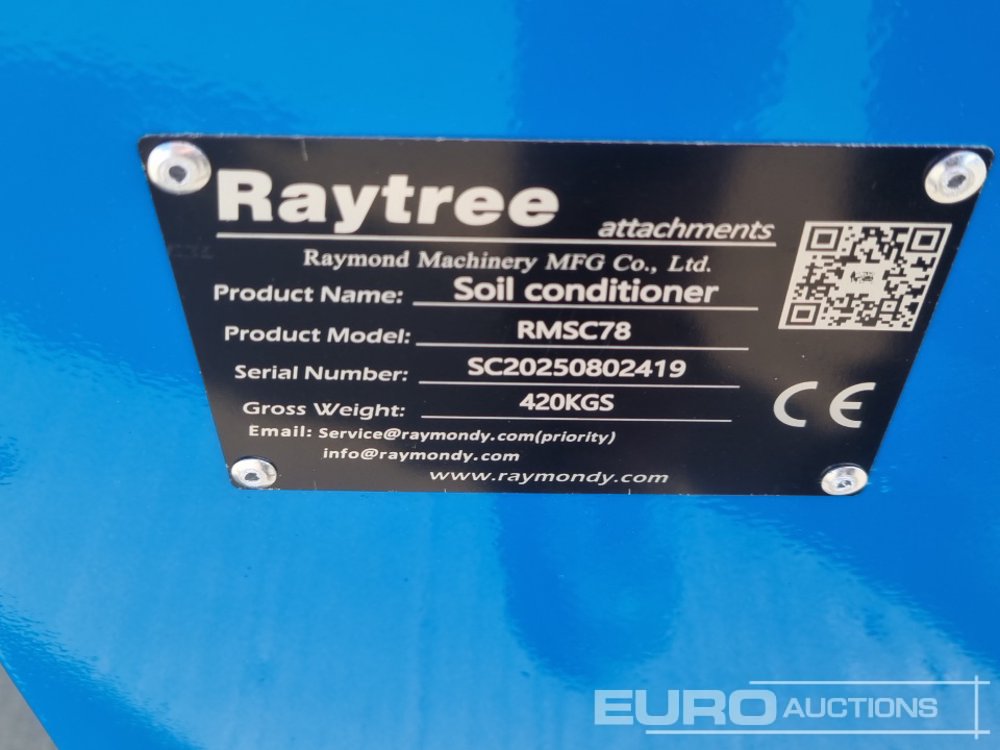 Raytree
attachments
Raymond Machinery MFG Co., Ltd.
Product Name: Soil conditioner
Product Model: RMSC78
Serial Number: SC20250802419
Gross Weight: 420KGS
Email: Service@raymondy.com(priority)
info@raymondy.com
www.raymondy.com
CE
EURO AUCTIONS